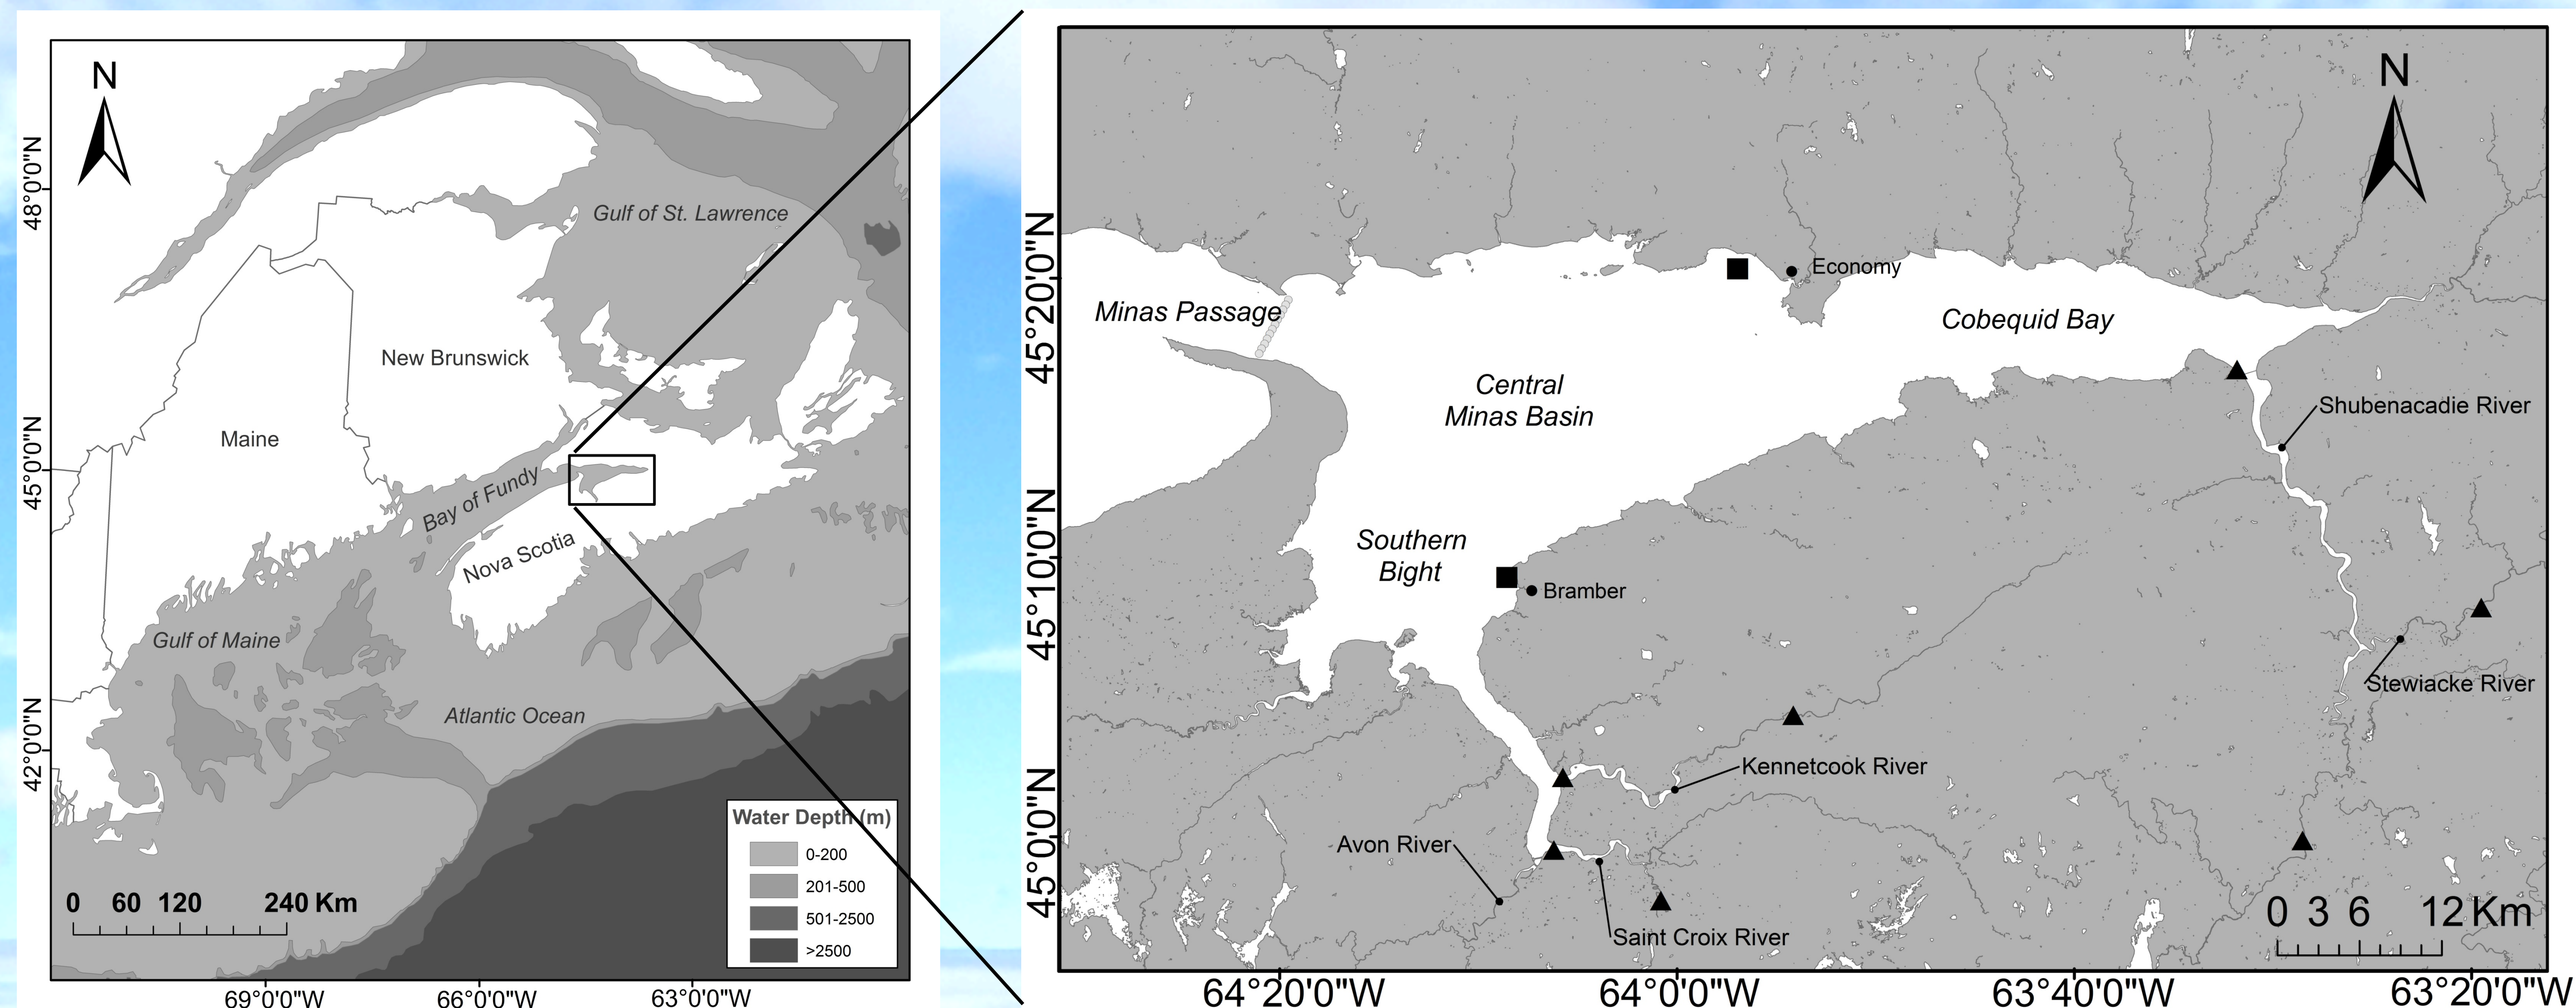 N
48°0'0"N
45°0'0"N
42°0'0"N
Gulf of St. Lawrence
New Brunswick
Maine
Bay of Fundy
Nova Scotia
Gulf of Maine
Atlantic Ocean
Water Depth (m)
0-200
201-500
501-2500
>2500
0 60 120 240 Km
69°0'0"W 66°0'0"W 63°0'0"W
N
45°20'0"N
45°10'0"N
45°0'0"N
Economy
Minas Passage
Cobequid Bay
Central
Minas Basin
Shubenacadie River
Southern
Bight
Bramber
Stewiacke River
Kennetcook River
Avon River
Saint Croix River
0 3 6 12 Km
64°20'0"W 64°0'0"W 63°40'0"W 63°20'0"W